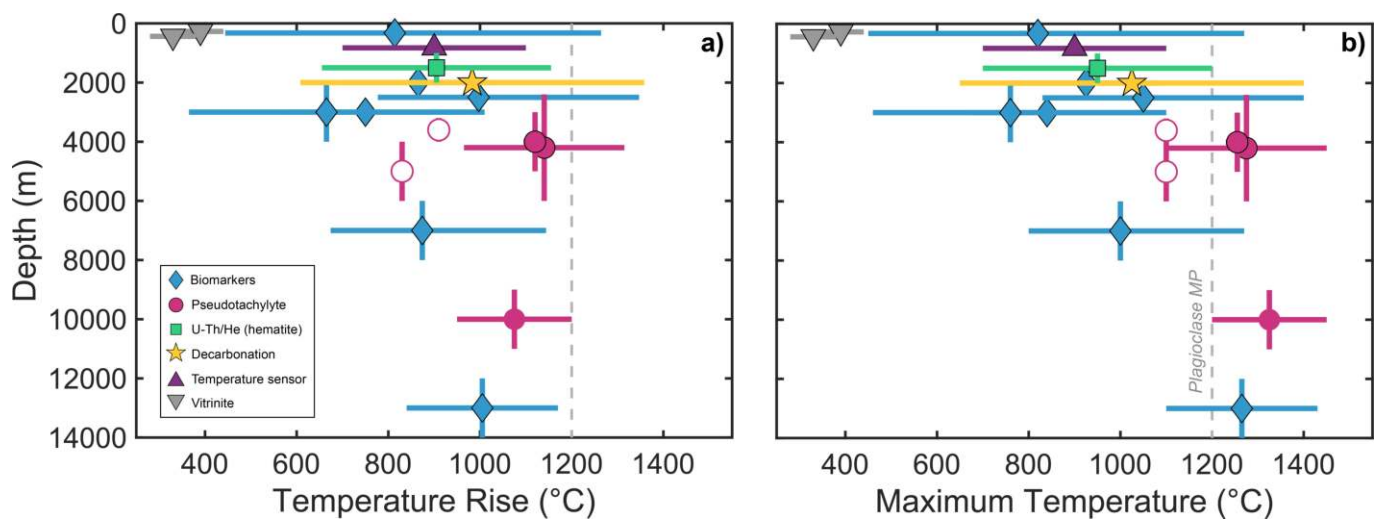 0
2000
4000
6000
8000
10000
12000
14000
Depth (m)
a)
Biomarkers
Pseudotachylyte
U-Th/He (hematite)
Decarbonation
Temperature sensor
Vitrinite
400 600 800 1000 1200 1400
Temperature Rise (°C)
b)
Plagioclase MP
400 600 800 1000 1200 1400
Maximum Temperature (°C)